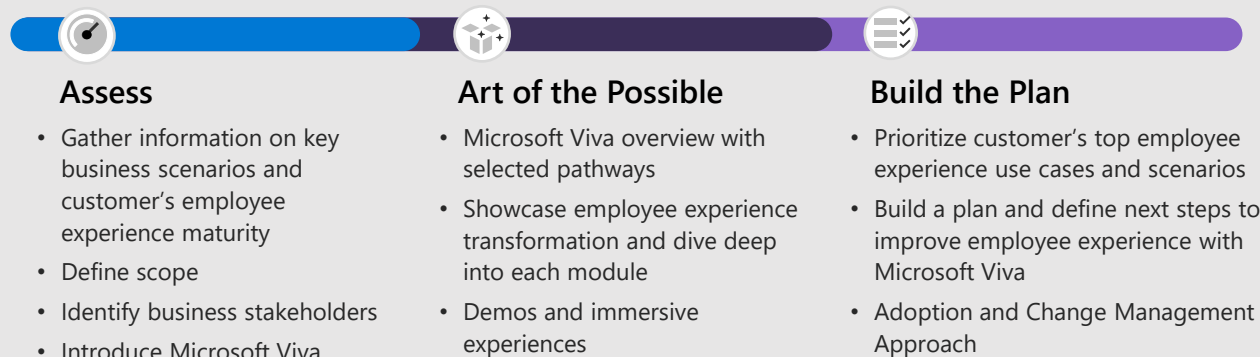 Assess
• Gather information on key
business scenarios and
customer's employee
experience maturity
• Define scope
• Identify business stakeholders
• Introduce Microsoft Viva
Art of the Possible
• Microsoft Viva overview with
selected pathways
• Showcase employee experience
transformation and dive deep
into each module
• Demos and immersive
experiences
Build the Plan
• Prioritize customer's top employee
experience use cases and scenarios
• Build a plan and define next steps to
improve employee experience with
Microsoft Viva
• Adoption and Change Management
Approach